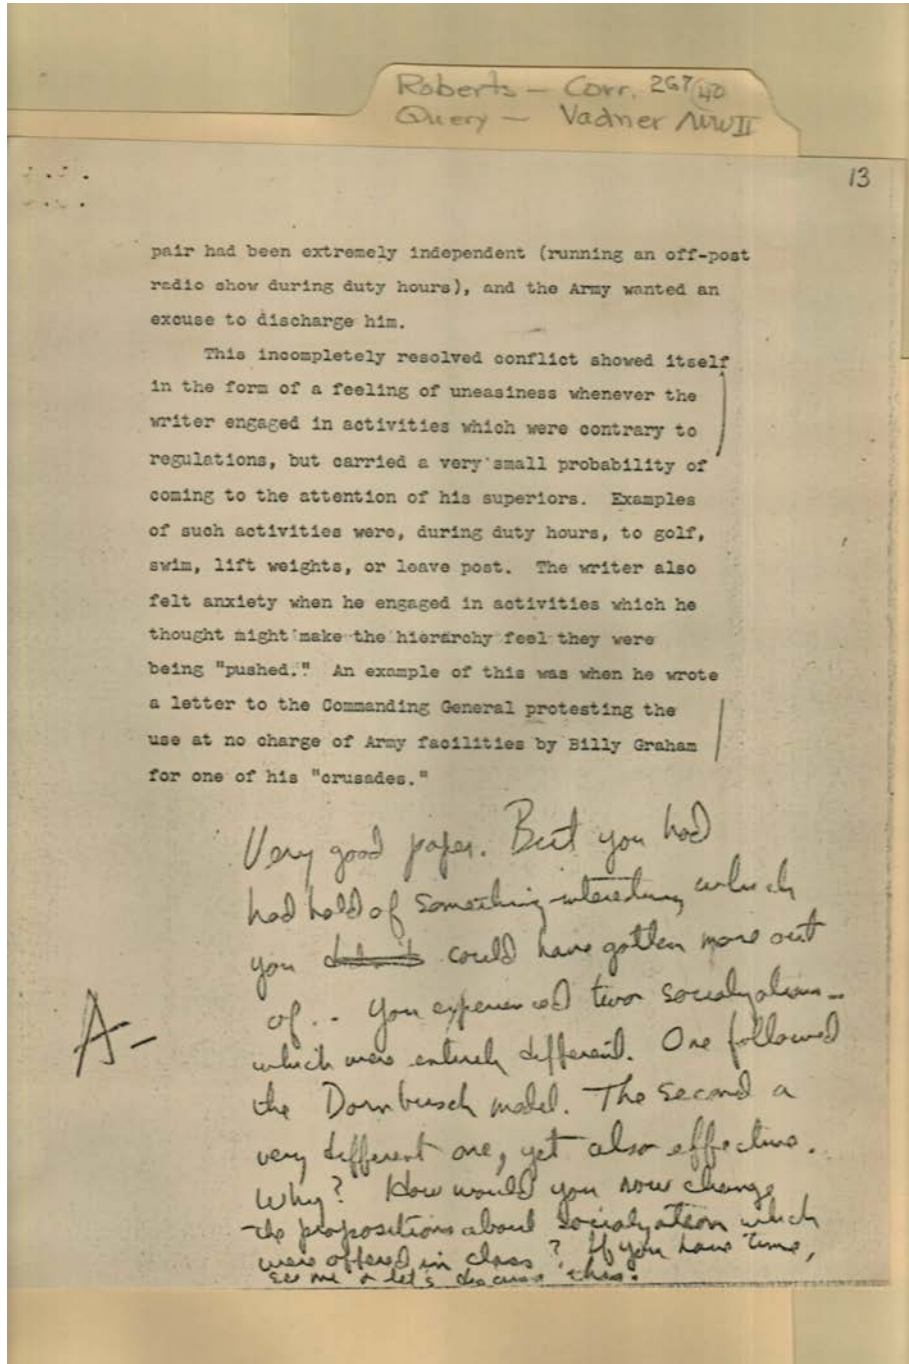 Roberts - Corr. 267 40
Query - Vadner WWII
13
pair had been extremely independent (running an off-post
radio show during duty hours), and the Army wanted an
excuse to discharge him.
This incompletely resolved conflict showed itself
in the form of a feeling of uneasiness whenever the
writer engaged in activities which were contrary to
regulations, but carried a very small probability of
coming to the attention of his superiors. Examples
of such activities were, during duty hours, to golf,
swim, lift weights, or leave post. The writer also
felt anxiety when he engaged in activities which he
thought might make the hierarchy feel they were
being "pushed." An example of this was when he wrote
a letter to the Commanding General protesting the
use at no charge of Army facilities by Billy Graham
for one of his "crusades."
Very good paper. But you had
had hold of something interesting which
you could have gotten more out
of.. You experienced two socializations -
which were entirely different. One followed
A-
the Dornbusch model. The second a
very different one, yet also effective.
Why? How would you now change
the propositions about socialization which
were offered in class? If you have time,
see me & let's discuss this.